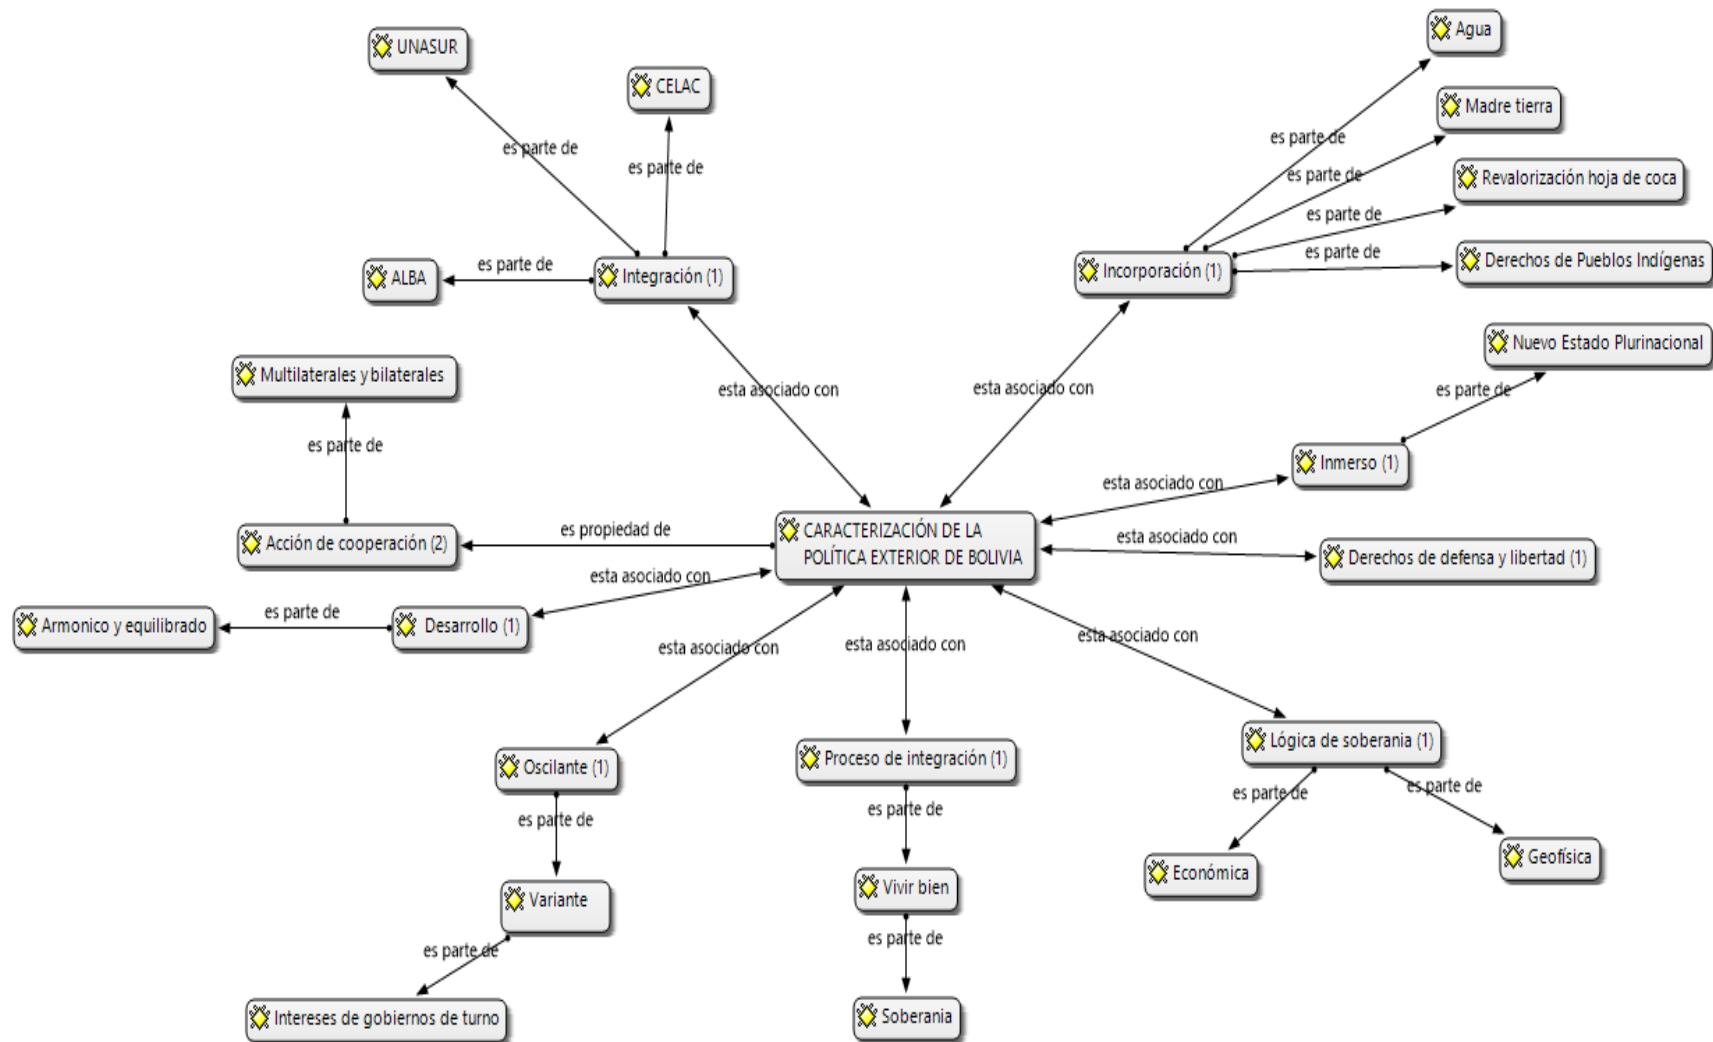 UNASUR
CELAC
Agua
Madre tierra
es parte de
es parte de
es parte de
es parte de
Revalorización hoja de coca
es parte de
es parte de
Derechos de Pueblos Indígenas
es parte de
ALBA
Integración (1)
Incorporación (1)
Nuevo Estado Plurinacional
Multilaterales y bilaterales
esta asociado con
esta asociado con
es parte de
es parte de
Inmerso (1)
esta asociado con
es propiedad de
CARACTERIZACIÓN DE LA
POLÍTICA EXTERIOR DE BOLIVIA
esta asociado con
Acción de cooperación (2)
Derechos de defensa y libertad (1)
esta asociado con
es parte de
Armonico y equilibrado
Desarrollo (1)
esta asociado con
esta asociado con
esta asociado con
Oscilante (1)
Proceso de integración (1)
Lógica de soberania (1)
es parte de
es parte de
es parte de
es parte de
Variante
Vivir bien
Económica
Geofísica
es parte de
es parte de
Intereses de gobiernos de turno
Soberania